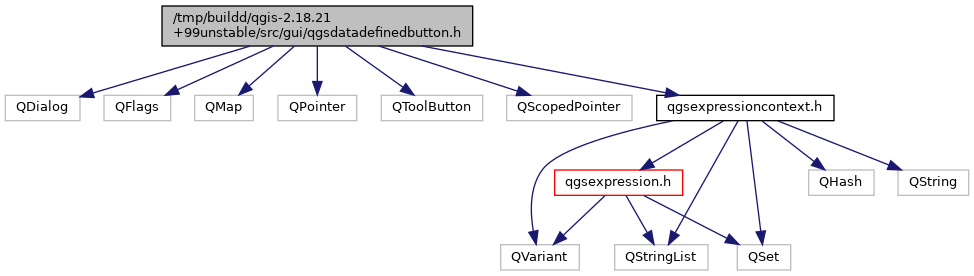 /tmp/buildd/qgis-2.18.21
+99unstable/src/gui/qgsdatadefinedbutton.h
QDialog
QFlags
QMap
QPointer
QToolButton
QScopedPointer
qgsexpressioncontext.h
qgsexpression.h
QHash
QString
QVariant
QStringList
QSet